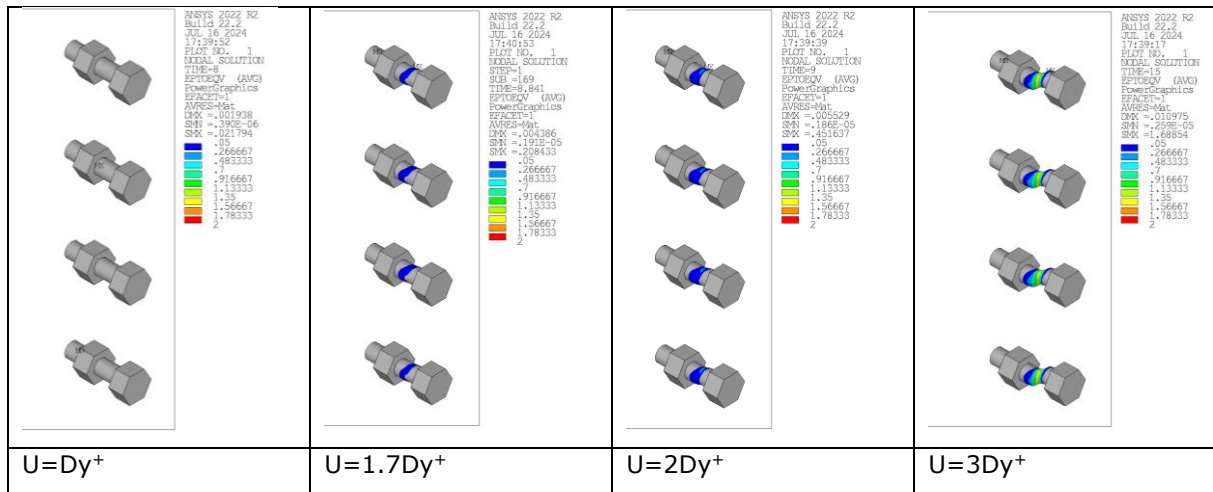 ANSYS 2022 R2
Build 22.2
JUL 16 2024
17:39:52
PLOT NO. 1
NODAL SOLUTION
TIME=8
EPTOEQV (AVG)
PowerGraphics
EFACET=1
AVRES=Mat
DMX =.001938
SMN =.390E-06
SMX =.021794
.05
.266667
.483333
.7
.916667
1.13333
1.35
1.56667
1.78333
2
MX
MN
U=Dy⁺
ANSYS 2022 R2
Build 22.2
JUL 16 2024
17:40:53
PLOT NO. 1
NODAL SOLUTION
STEP=1
SUB =169
TIME=8.841
EPTOEQV (AVG)
PowerGraphics
EFACET=1
AVRES=Mat
DMX =.004386
SMN =.191E-05
SMX =.208433
.05
.266667
.483333
.7
.916667
1.13333
1.35
1.56667
1.78333
2
MN
MX
U=1.7Dy⁺
ANSYS 2022 R2
Build 22.2
JUL 16 2024
17:39:39
PLOT NO. 1
NODAL SOLUTION
TIME=9
EPTOEQV (AVG)
PowerGraphics
EFACET=1
AVRES=Mat
DMX =.005529
SMN =.186E-05
SMX =.451637
.05
.266667
.483333
.7
.916667
1.13333
1.35
1.56667
1.78333
2
MN
MX
U=2Dy⁺
ANSYS 2022 R2
Build 22.2
JUL 16 2024
17:39:17
PLOT NO. 1
NODAL SOLUTION
TIME=15
EPTOEQV (AVG)
PowerGraphics
EFACET=1
AVRES=Mat
DMX =.010975
SMN =.259E-05
SMX =1.68854
.05
.266667
.483333
.7
.916667
1.13333
1.35
1.56667
1.78333
2
MN
MX
U=3Dy⁺